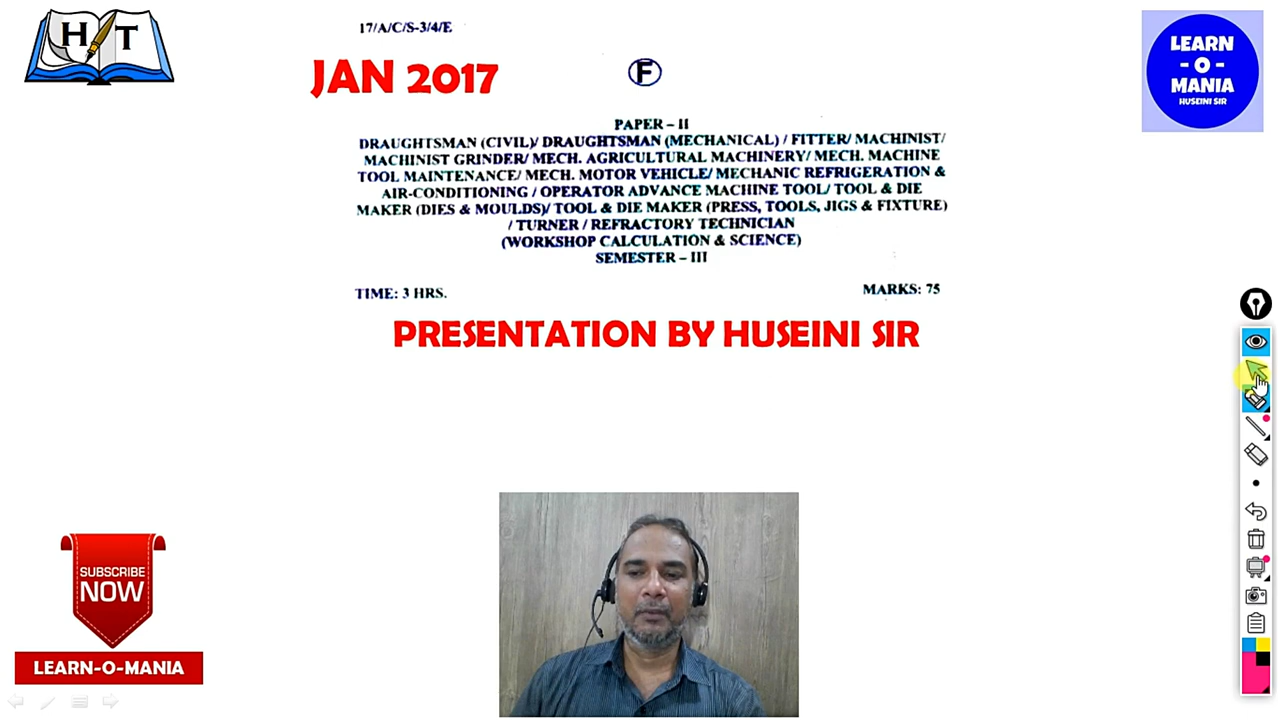 H T
17/A/C/S-3/4/E
JAN 2017
F
LEARN
- O -
MANIA
HUSEINI SIR
PAPER – II
DRAUGHTSMAN (CIVIL)/ DRAUGHTSMAN (MECHANICAL) / FITTER/ MACHINIST/
MACHINIST GRINDER/ MECH. AGRICULTURAL MACHINERY/ MECH. MACHINE
TOOL MAINTENANCE/ MECH. MOTOR VEHICLE/ MECHANIC REFRIGERATION &
AIR-CONDITIONING / OPERATOR ADVANCE MACHINE TOOL/ TOOL & DIE
MAKER (DIES & MOULDS)/ TOOL & DIE MAKER (PRESS, TOOLS, JIGS & FIXTURE)
/ TURNER / REFRACTORY TECHNICIAN
(WORKSHOP CALCULATION & SCIENCE)
SEMESTER – III
TIME: 3 HRS.
MARKS: 75
PRESENTATION BY HUSEINI SIR
SUBSCRIBE
NOW
LEARN-O-MANIA